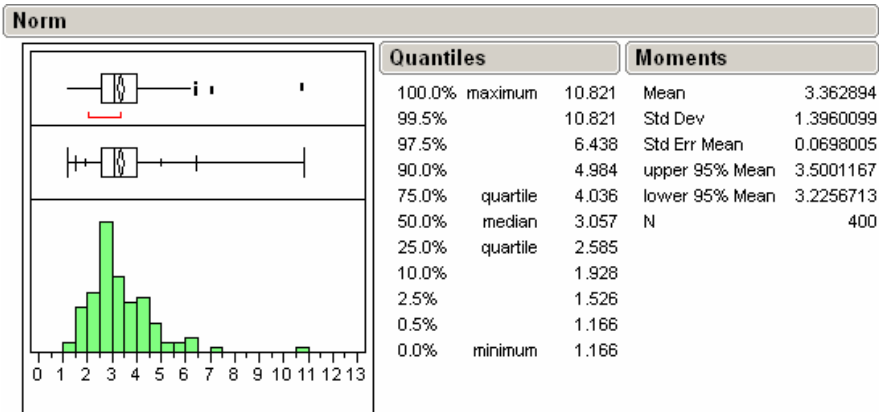 Norm
Quantiles
100.0% maximum 10.821
99.5% 10.821
97.5% 6.438
90.0% 4.984
75.0% quartile 4.036
50.0% median 3.057
25.0% quartile 2.585
10.0% 1.928
2.5% 1.526
0.5% 1.166
0.0% minimum 1.166
Moments
Mean 3.362894
Std Dev 1.3960099
Std Err Mean 0.0698005
upper 95% Mean 3.5001167
lower 95% Mean 3.2256713
N 400
0 1 2 3 4 5 6 7 8 9 10 11 12 13